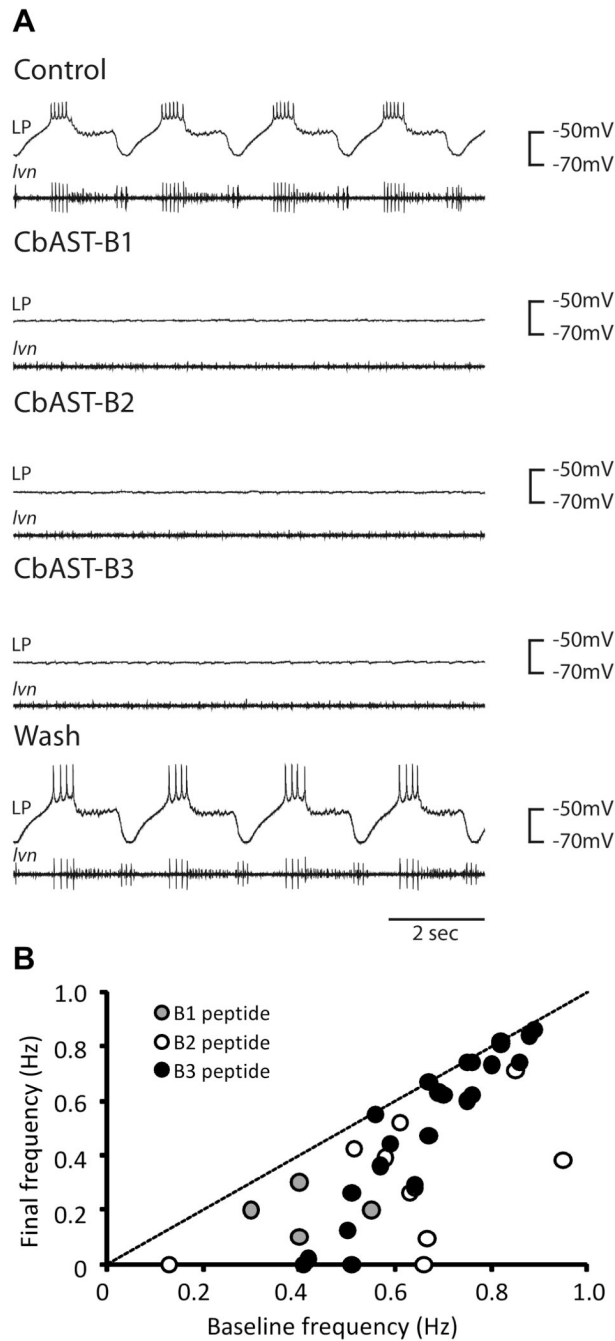 A
Control
LP
-50mV
-70mV
lvn
CbAST-B1
LP
-50mV
-70mV
lvn
CbAST-B2
LP
-50mV
-70mV
lvn
CbAST-B3
LP
-50mV
-70mV
lvn
Wash
LP
-50mV
-70mV
lvn
2 sec
B
1.0
0.8
0.6
0.4
0.2
0
Final frequency (Hz)
B1 peptide
B2 peptide
B3 peptide
0 0.2 0.4 0.6 0.8 1.0
Baseline frequency (Hz)